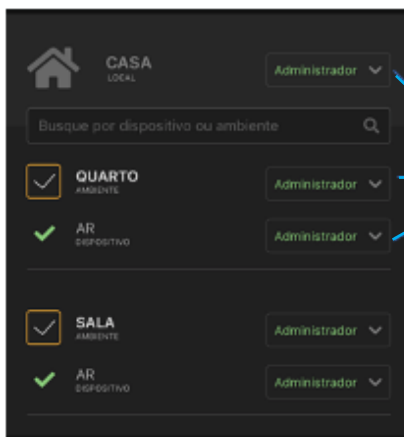 CASA Administrador
LOCAL
Busque por dispositivo ou ambiente
QUARTO Administrador
AMBIENTE
AR Administrador
DISPOSITIVO
SALA Administrador
AMBIENTE
AR Administrador
DISPOSITIVO